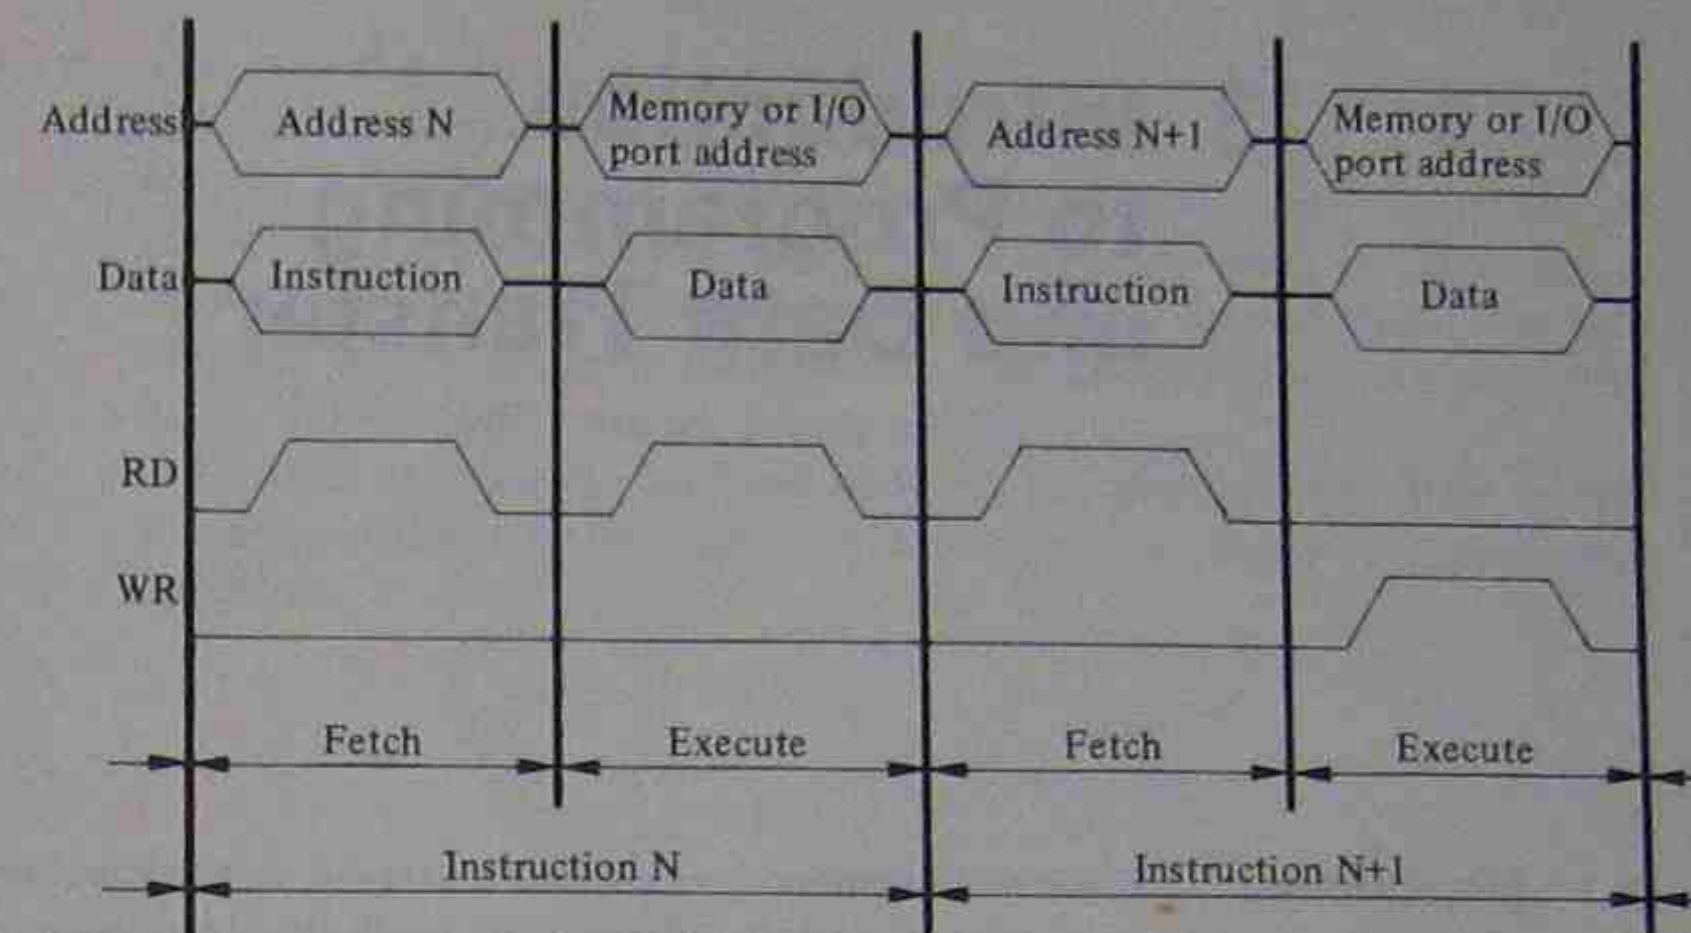 Address
Address N
Memory or I/O
port address
Address N+1
Memory or I/O
port address
Data
Instruction
Data
Instruction
Data
RD
WR
Fetch
Execute
Fetch
Execute
Instruction N
Instruction N+1